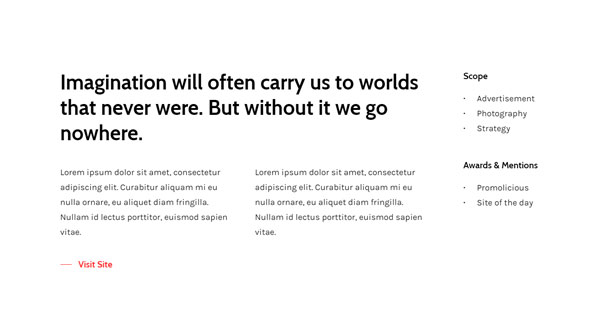 Imagination will often carry us to worlds
that never were. But without it we go
nowhere.
Lorem ipsum dolor sit amet, consectetur
adipiscing elit. Curabitur aliquam mi eu
nulla ornare, eu aliquet diam fringilla.
Nullam id lectus porttitor, euismod sapien
vitae.
Lorem ipsum dolor sit amet, consectetur
adipiscing elit. Curabitur aliquam mi eu
nulla ornare, eu aliquet diam fringilla.
Nullam id lectus porttitor, euismod sapien
vitae.
Visit Site
Scope
Advertisement
Photography
Strategy
Awards & Mentions
Promolicious
Site of the day